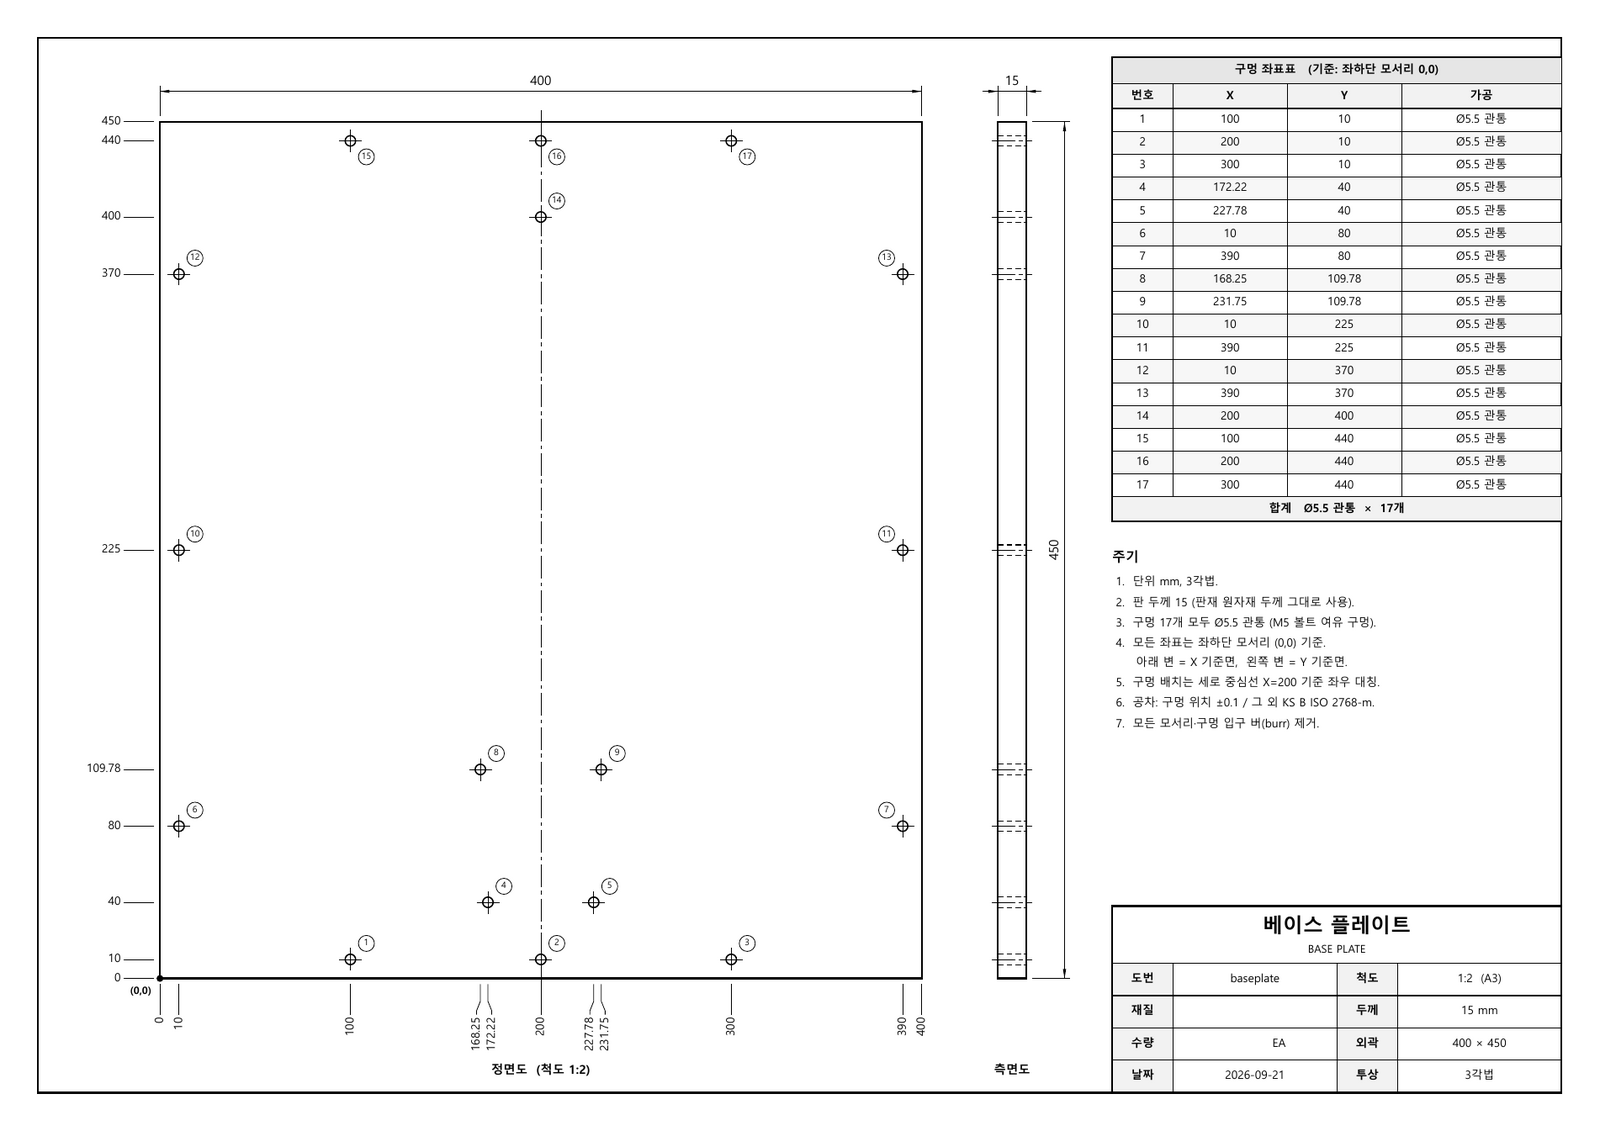 400
15
450
440
400
370
225
109.78
80
40
10
0
(0,0)
15
16
17
14
12
13
10
11
8
9
6
7
4
5
1
2
3
450
0
10
100
168.25
172.22
200
227.78
231.75
300
390
400
정면도 (척도 1:2)
측면도
구멍 좌표표 (기준: 좌하단 모서리 0,0)
번호 X Y 가공
1 100 10 Ø5.5 관통
2 200 10 Ø5.5 관통
3 300 10 Ø5.5 관통
4 172.22 40 Ø5.5 관통
5 227.78 40 Ø5.5 관통
6 10 80 Ø5.5 관통
7 390 80 Ø5.5 관통
8 168.25 109.78 Ø5.5 관통
9 231.75 109.78 Ø5.5 관통
10 10 225 Ø5.5 관통
11 390 225 Ø5.5 관통
12 10 370 Ø5.5 관통
13 390 370 Ø5.5 관통
14 200 400 Ø5.5 관통
15 100 440 Ø5.5 관통
16 200 440 Ø5.5 관통
17 300 440 Ø5.5 관통
합계 Ø5.5 관통 × 17개
주기
1. 단위 mm, 3각법.
2. 판 두께 15 (판재 원자재 두께 그대로 사용).
3. 구멍 17개 모두 Ø5.5 관통 (M5 볼트 여유 구멍).
4. 모든 좌표는 좌하단 모서리 (0,0) 기준.
아래 변 = X 기준면, 왼쪽 변 = Y 기준면.
5. 구멍 배치는 세로 중심선 X=200 기준 좌우 대칭.
6. 공차: 구멍 위치 ±0.1 / 그 외 KS B ISO 2768-m.
7. 모든 모서리·구멍 입구 버(burr) 제거.
베이스 플레이트
BASE PLATE
도번 baseplate 척도 1:2 (A3)
재질 두께 15 mm
수량 EA 외곽 400 × 450
날짜 2026-09-21 투상 3각법